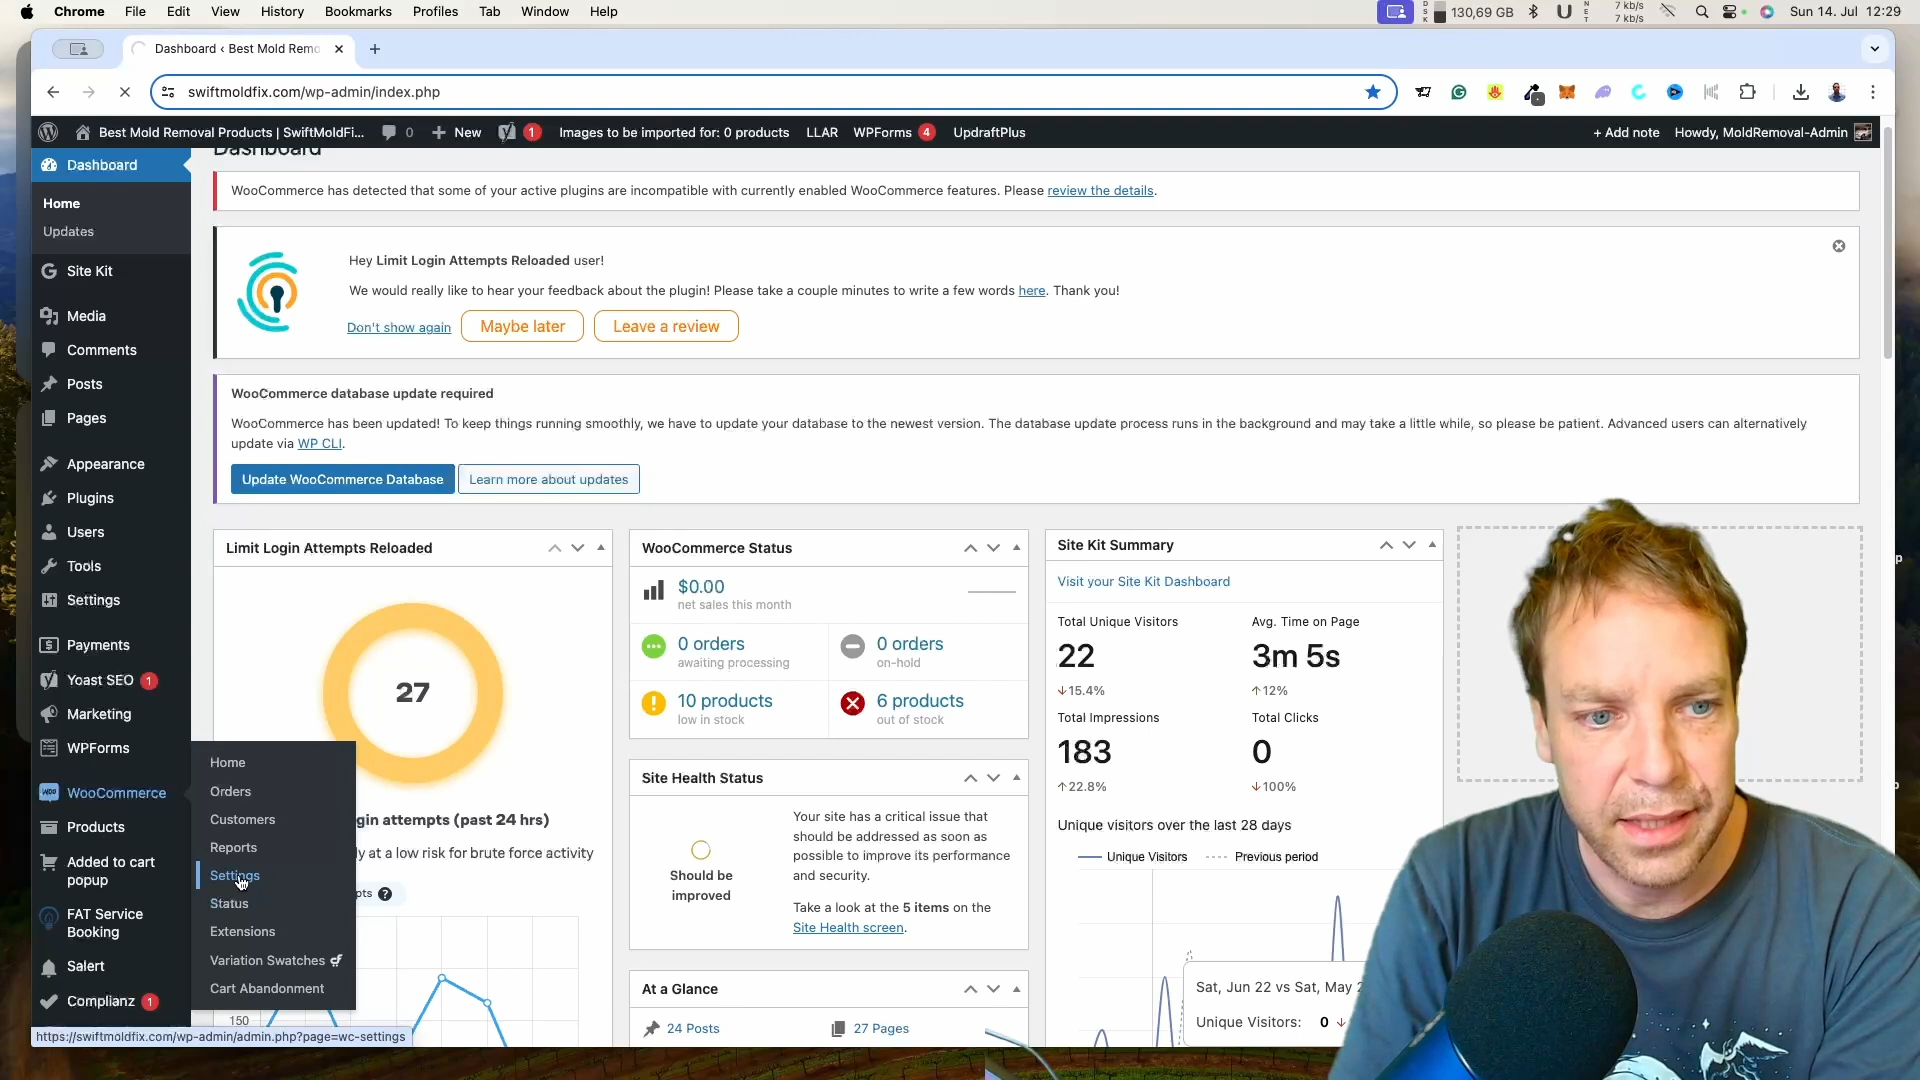 Chrome File Edit View History Bookmarks Profiles Tab Window Help
130,69 GB
7 kb/s
7 kb/s
Sun 14. Jul 12:29
Dashboard ‹ Best Mold Remo
swiftmoldfix.com/wp-admin/index.php
Best Mold Removal Products | SwiftMoldFi... 0 New 1 Images to be imported for: 0 products LLAR WPForms 4 UpdraftPlus + Add note Howdy, MoldRemoval-Admin
Dashboard
Home
Updates
Site Kit
Media
Comments
Posts
Pages
Appearance
Plugins
Users
Tools
Settings
Payments
Yoast SEO 1
Marketing
WPForms
WooCommerce
Products
Added to cart
popup
FAT Service
Booking
Salert
Complianz 1
Home
Orders
Customers
Reports
Settings
Status
Extensions
Variation Swatches
Cart Abandonment
https://swiftmoldfix.com/wp-admin/admin.php?page=wc-settings
Dashboard
WooCommerce has detected that some of your active plugins are incompatible with currently enabled WooCommerce features. Please review the details.
Hey Limit Login Attempts Reloaded user!
We would really like to hear your feedback about the plugin! Please take a couple minutes to write a few words here. Thank you!
Don't show again Maybe later Leave a review
WooCommerce database update required
WooCommerce has been updated! To keep things running smoothly, we have to update your database to the newest version. The database update process runs in the background and may take a little while, so please be patient. Advanced users can alternatively
update via WP CLI.
Update WooCommerce Database Learn more about updates
Limit Login Attempts Reloaded
27
gin attempts (past 24 hrs)
ly at a low risk for brute force activity
pts ?
150
WooCommerce Status
$0.00
net sales this month
0 orders
awaiting processing
0 orders
on-hold
10 products
low in stock
6 products
out of stock
Site Health Status
Should be
improved
Your site has a critical issue that
should be addressed as soon as
possible to improve its performance
and security.
Take a look at the 5 items on the
Site Health screen.
At a Glance
24 Posts
27 Pages
Site Kit Summary
Visit your Site Kit Dashboard
Total Unique Visitors
22
↓15.4%
Avg. Time on Page
3m 5s
↑12%
Total Impressions
183
↑22.8%
Total Clicks
0
↓100%
Unique visitors over the last 28 days
Unique Visitors Previous period
Sat, Jun 22 vs Sat, May 2
Unique Visitors: 0 ↓